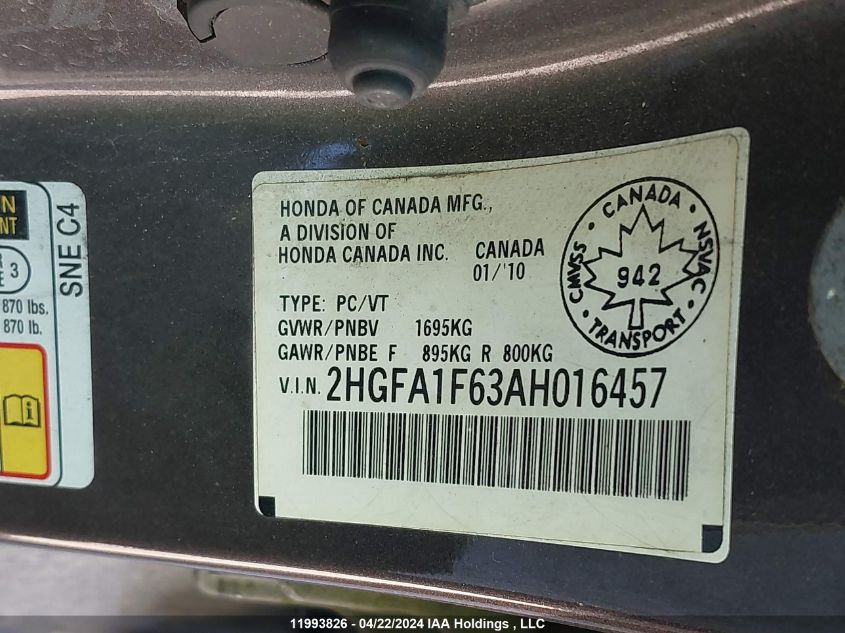 HONDA OF CANADA MFG.,
A DIVISION OF
HONDA CANADA INC. CANADA
01/'10
TYPE: PC/VT
GVWR/PNBV 1695KG
GAWR/PNBE F 895KG R 800KG
V.I.N. 2HGFA1F63AH016457
CANADA
CMVSS
942
NSVAC
TRANSPORT
SNE C4
3
870 lbs.
870 lb.
11993826 - 04/22/2024 IAA Holdings , LLC